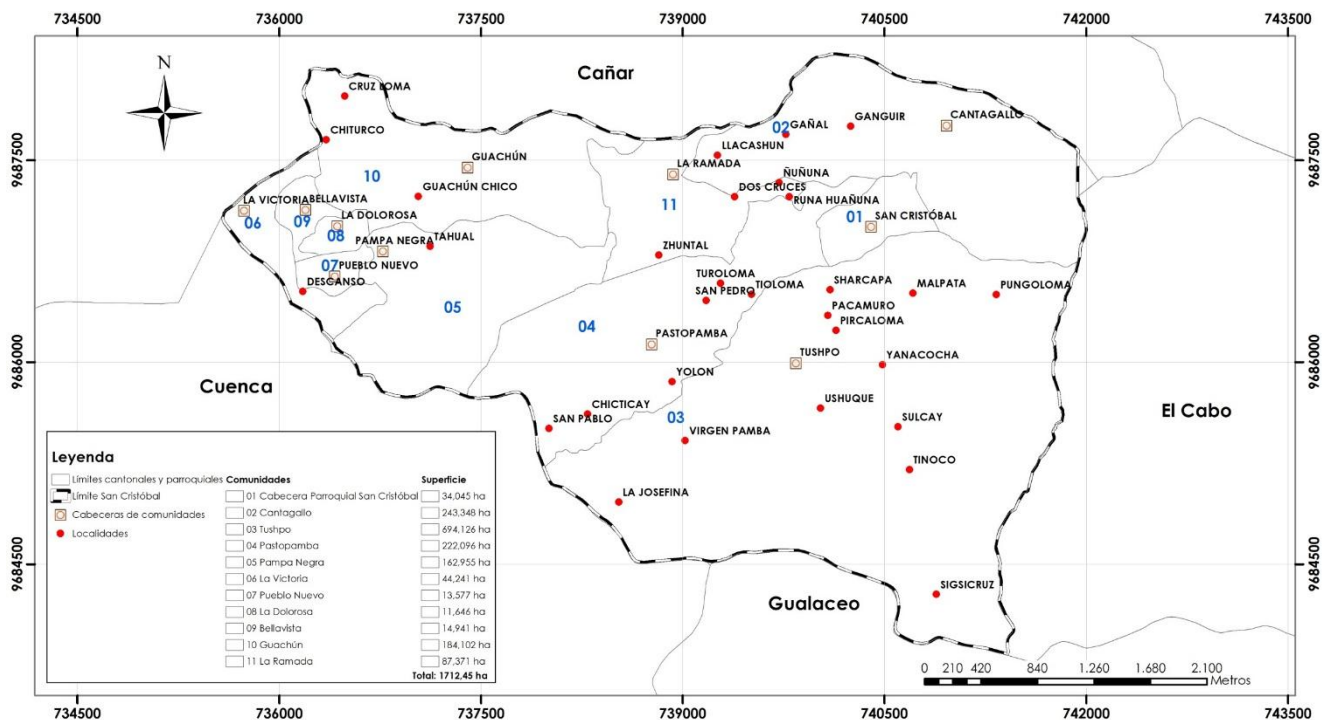 734500 736000 737500 739000 740500 742000 743500
N
Cañar
CRUZ LOMA
CHITURCO
GUACHÚN
GUACHÚN CHICO
10
LA VICTORIA
BELLAVISTA
06
09
LA DOLOROSA
08
PAMPA NEGRA
TAHUAL
07
PUEBLO NUEVO
DESCANSO
05
02
GAÑAL
GANGUIR
CANTAGALLO
LLACASHUN
LA RAMADA
ÑUÑUNA
DOS CRUCES
RUNA HUAÑUNA
11
01
SAN CRISTÓBAL
ZHUNTAL
TUROLOMA
SAN PEDRO
TIOLOMA
SHARCAPA
MALPATA
PUNGOLOMA
PACAMURO
PIRCALOMA
04
PASTOPAMBA
TUSHPO
YANACOCHA
YOLON
CHICTICAY
SAN PABLO
03
USHUQUE
VIRGEN PAMBA
SULCAY
TINOCO
LA JOSEFINA
SIGSICRUZ
Cuenca
El Cabo
Gualaceo
9687500
9686000
9684500
9687500
9686000
9684500
Leyenda
Límites cantonales y parroquiales
Límite San Cristóbal
Cabeceras de comunidades
Localidades
Comunidades Superficie
01 Cabecera Parroquial San Cristóbal 34,045 ha
02 Cantagallo 243,348 ha
03 Tushpo 694,126 ha
04 Pastopamba 222,096 ha
05 Pampa Negra 162,955 ha
06 La Victoria 44,241 ha
07 Pueblo Nuevo 13,577 ha
08 La Dolorosa 11,646 ha
09 Bellavista 14,941 ha
10 Guachún 184,102 ha
11 La Ramada 87,371 ha
Total: 1712,45 ha
0 210 420 840 1.260 1.680 2.100
Metros
734500 736000 737500 739000 740500 742000 743500